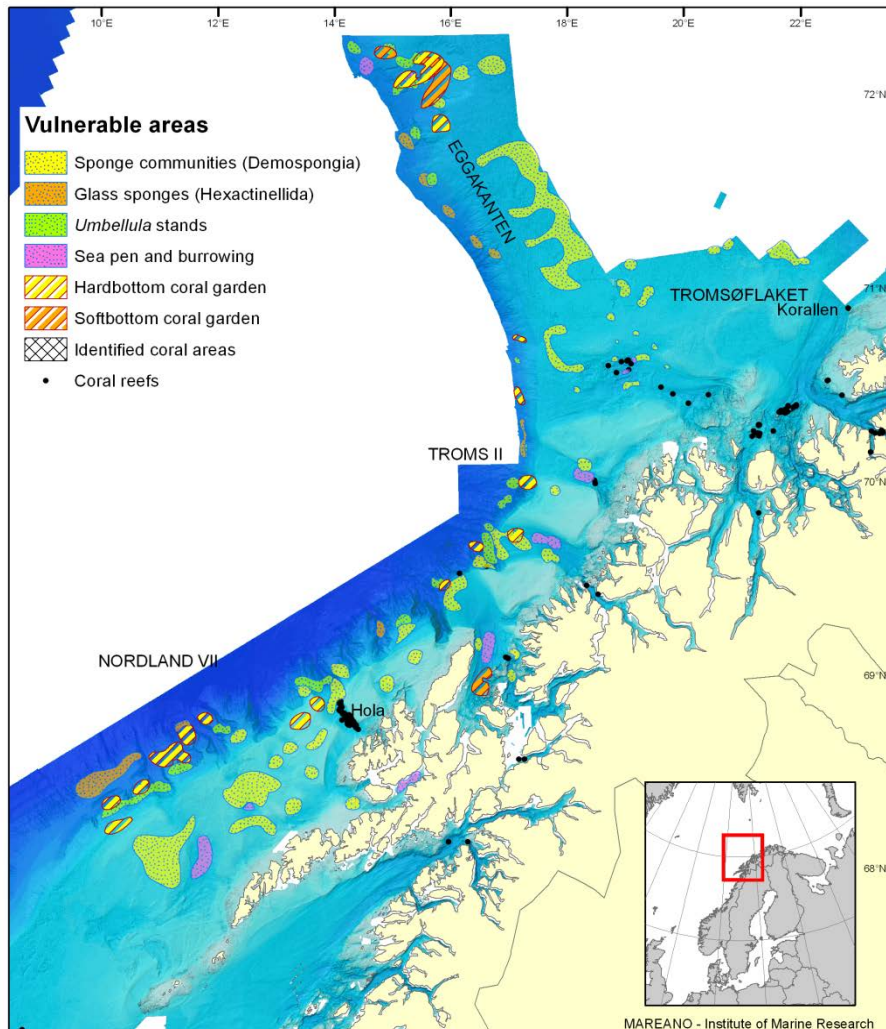 10°E
12°E
14°E
16°E
18°E
20°E
22°E
72°N
Vulnerable areas
Sponge communities (Demospongia)
Glass sponges (Hexactinellida)
Umbellula stands
Sea pen and burrowing
Hardbottom coral garden
Softbottom coral garden
Identified coral areas
Coral reefs
EGGAKANTEN
71°N
TROMSØFLAKET
Korallen
TROMS II
70°N
NORDLAND VII
69°N
Hola
68°N
MAREANO - Institute of Marine Research